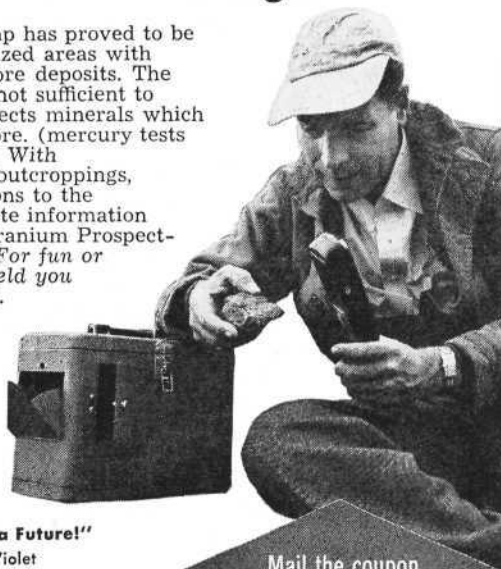 ap has proved to be
zed areas with
ore deposits. The
not sufficient to
ects minerals which
ore. (mercury tests
With
outcroppings,
ons to the
te information
ranium Prospect-
For fun or
eld you
.
a Future!"
Violet
Mail the coupon